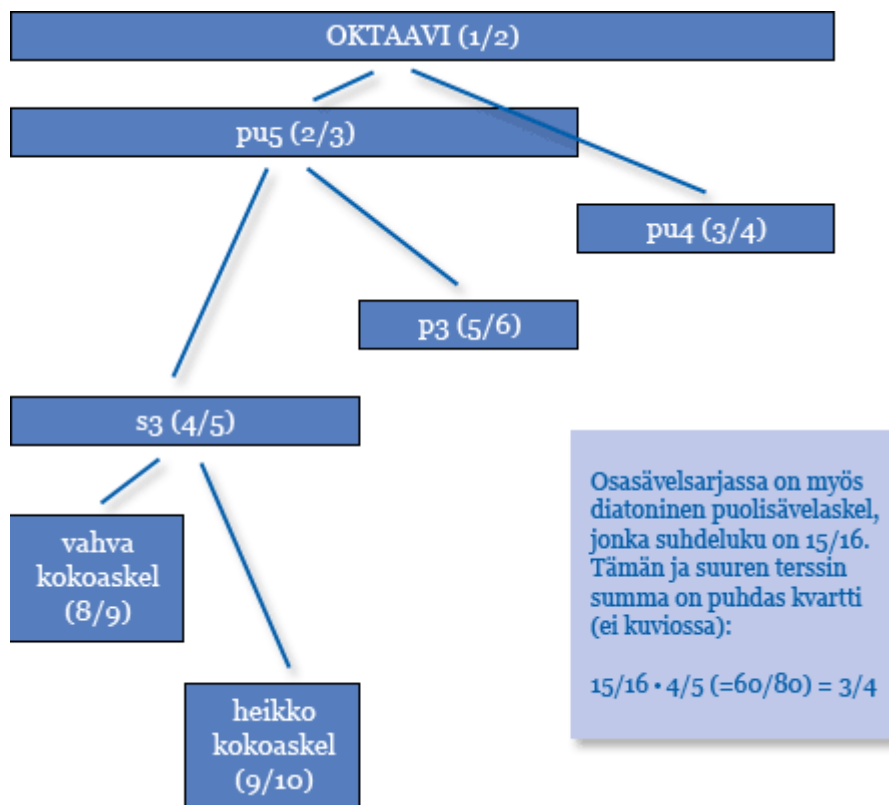 OKTAAVI (1/2)
pu5 (2/3)
pu4 (3/4)
p3 (5/6)
s3 (4/5)
vahva
kokoaskel
(8/9)
heikko
kokoaskel
(9/10)
Osasävelsarjassa on myös
diatoninen puolisävelaskel,
jonka suhdeluku on 15/16.
Tämän ja suuren terssin
summa on puhdas kvartti
(ei kuviossa):
15/16 • 4/5 (=60/80) = 3/4